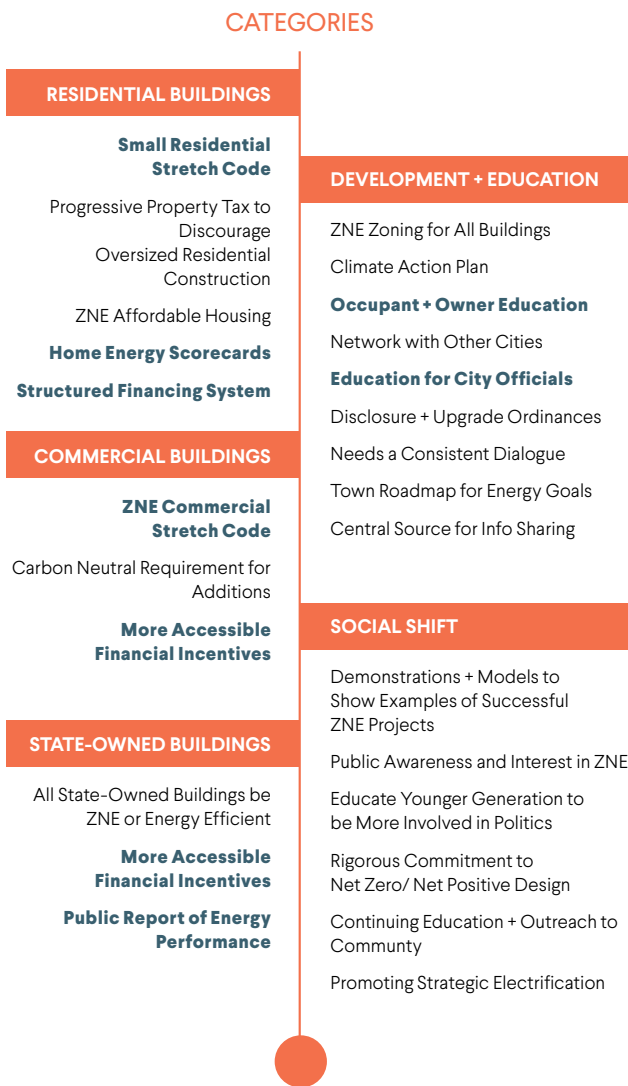 CATEGORIES
RESIDENTIAL BUILDINGS
Small Residential
Stretch Code
Progressive Property Tax to
Discourage
Oversized Residential
Construction
ZNE Affordable Housing
Home Energy Scorecards
Structured Financing System
COMMERCIAL BUILDINGS
ZNE Commercial
Stretch Code
Carbon Neutral Requirement for
Additions
More Accessible
Financial Incentives
STATE-OWNED BUILDINGS
All State-Owned Buildings be
ZNE or Energy Efficient
More Accessible
Financial Incentives
Public Report of Energy
Performance
DEVELOPMENT + EDUCATION
ZNE Zoning for All Buildings
Climate Action Plan
Occupant + Owner Education
Network with Other Cities
Education for City Officials
Disclosure + Upgrade Ordinances
Needs a Consistent Dialogue
Town Roadmap for Energy Goals
Central Source for Info Sharing
SOCIAL SHIFT
Demonstrations + Models to
Show Examples of Successful
ZNE Projects
Public Awareness and Interest in ZNE
Educate Younger Generation to
be More Involved in Politics
Rigorous Commitment to
Net Zero/ Net Positive Design
Continuing Education + Outreach to
Communty
Promoting Strategic Electrification